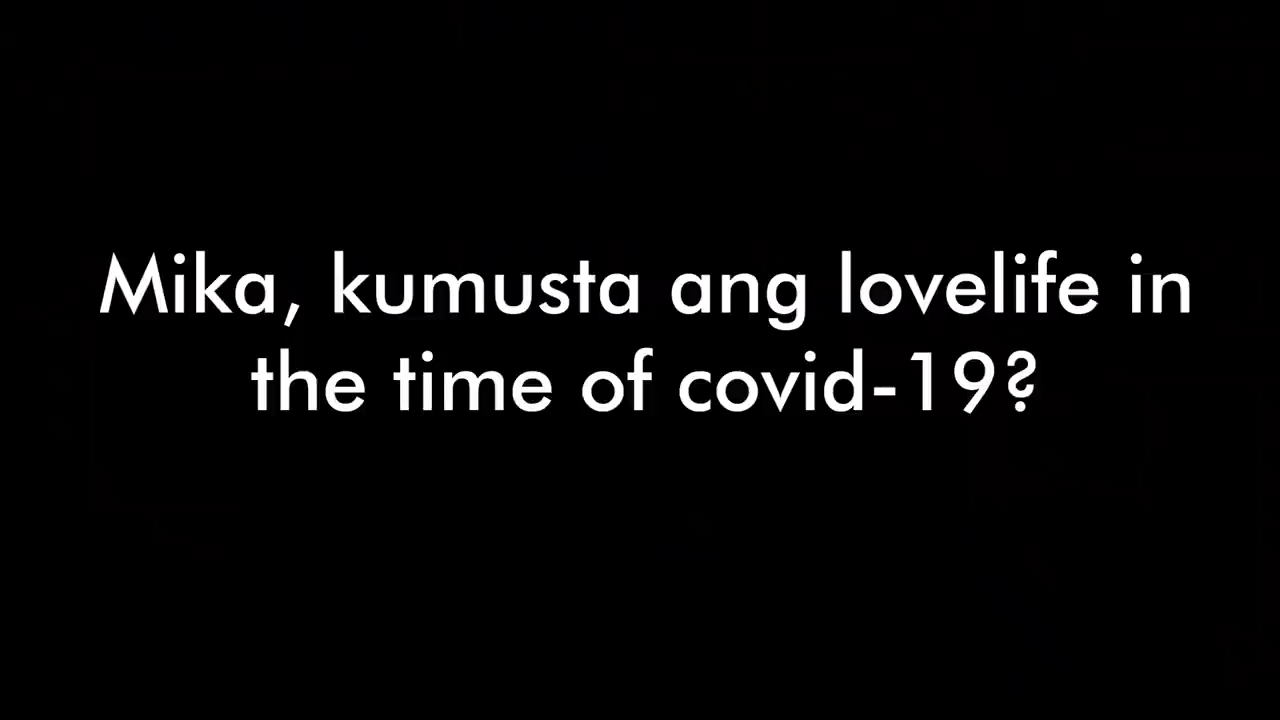 Mika, kumusta ang lovelife in
the time of covid-19?